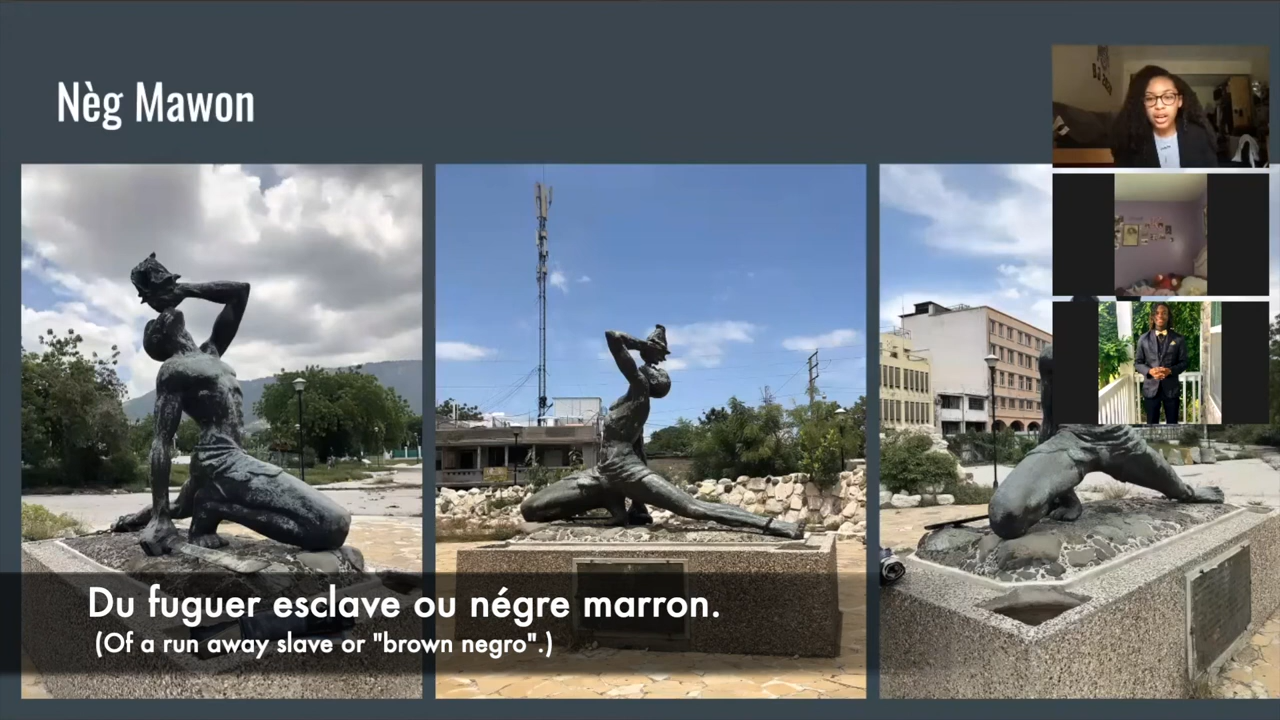 Nèg Mawon
Du fuguer esclave ou négre marron.
(Of a run away slave or "brown negro".)